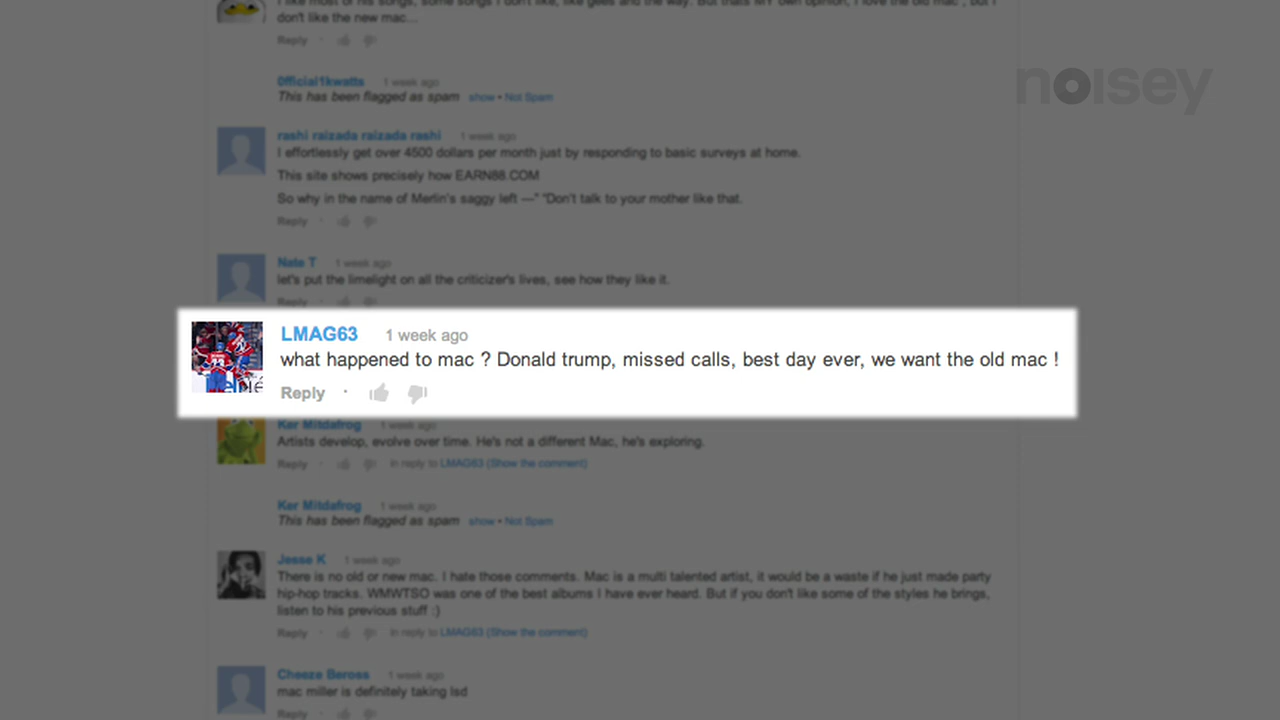 I like most of his songs, some songs I don't like, like gees and the way. But thats MY own opinion, I love the old mac , but I
don't like the new mac...
Reply ·
0fficial1kwatts 1 week ago
This has been flagged as spam show • Not Spam
noisey
rashi raizada raizada rashi 1 week ago
I effortlessly get over 4500 dollars per month just by responding to basic surveys at home.
This site shows precisely how EARN88.COM
So why in the name of Merlin's saggy left —" "Don't talk to your mother like that.
Reply ·
Nate T 1 week ago
let's put the limelight on all the criticizer's lives, see how they like it.
Reply ·
LMAG63 1 week ago
what happened to mac ? Donald trump, missed calls, best day ever, we want the old mac !
Reply ·
Ker Mitdafrog 1 week ago
Artists develop, evolve over time. He's not a different Mac, he's exploring.
Reply · in reply to LMAG63 (Show the comment)
Ker Mitdafrog 1 week ago
This has been flagged as spam show • Not Spam
Jesse K 1 week ago
There is no old or new mac. I hate those comments. Mac is a multi talented artist, it would be a waste if he just made party
hip-hop tracks. WMWTSO was one of the best albums I have ever heard. But if you don't like some of the styles he brings,
listen to his previous stuff :)
Reply · in reply to LMAG63 (Show the comment)
Cheeze Beross 1 week ago
mac miller is definitely taking lsd
Reply ·